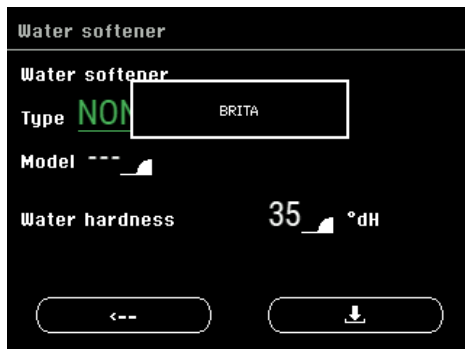 Water softener
Water softener
Type NON
BRITA
Model ---
Water hardness 35 °dH
<--